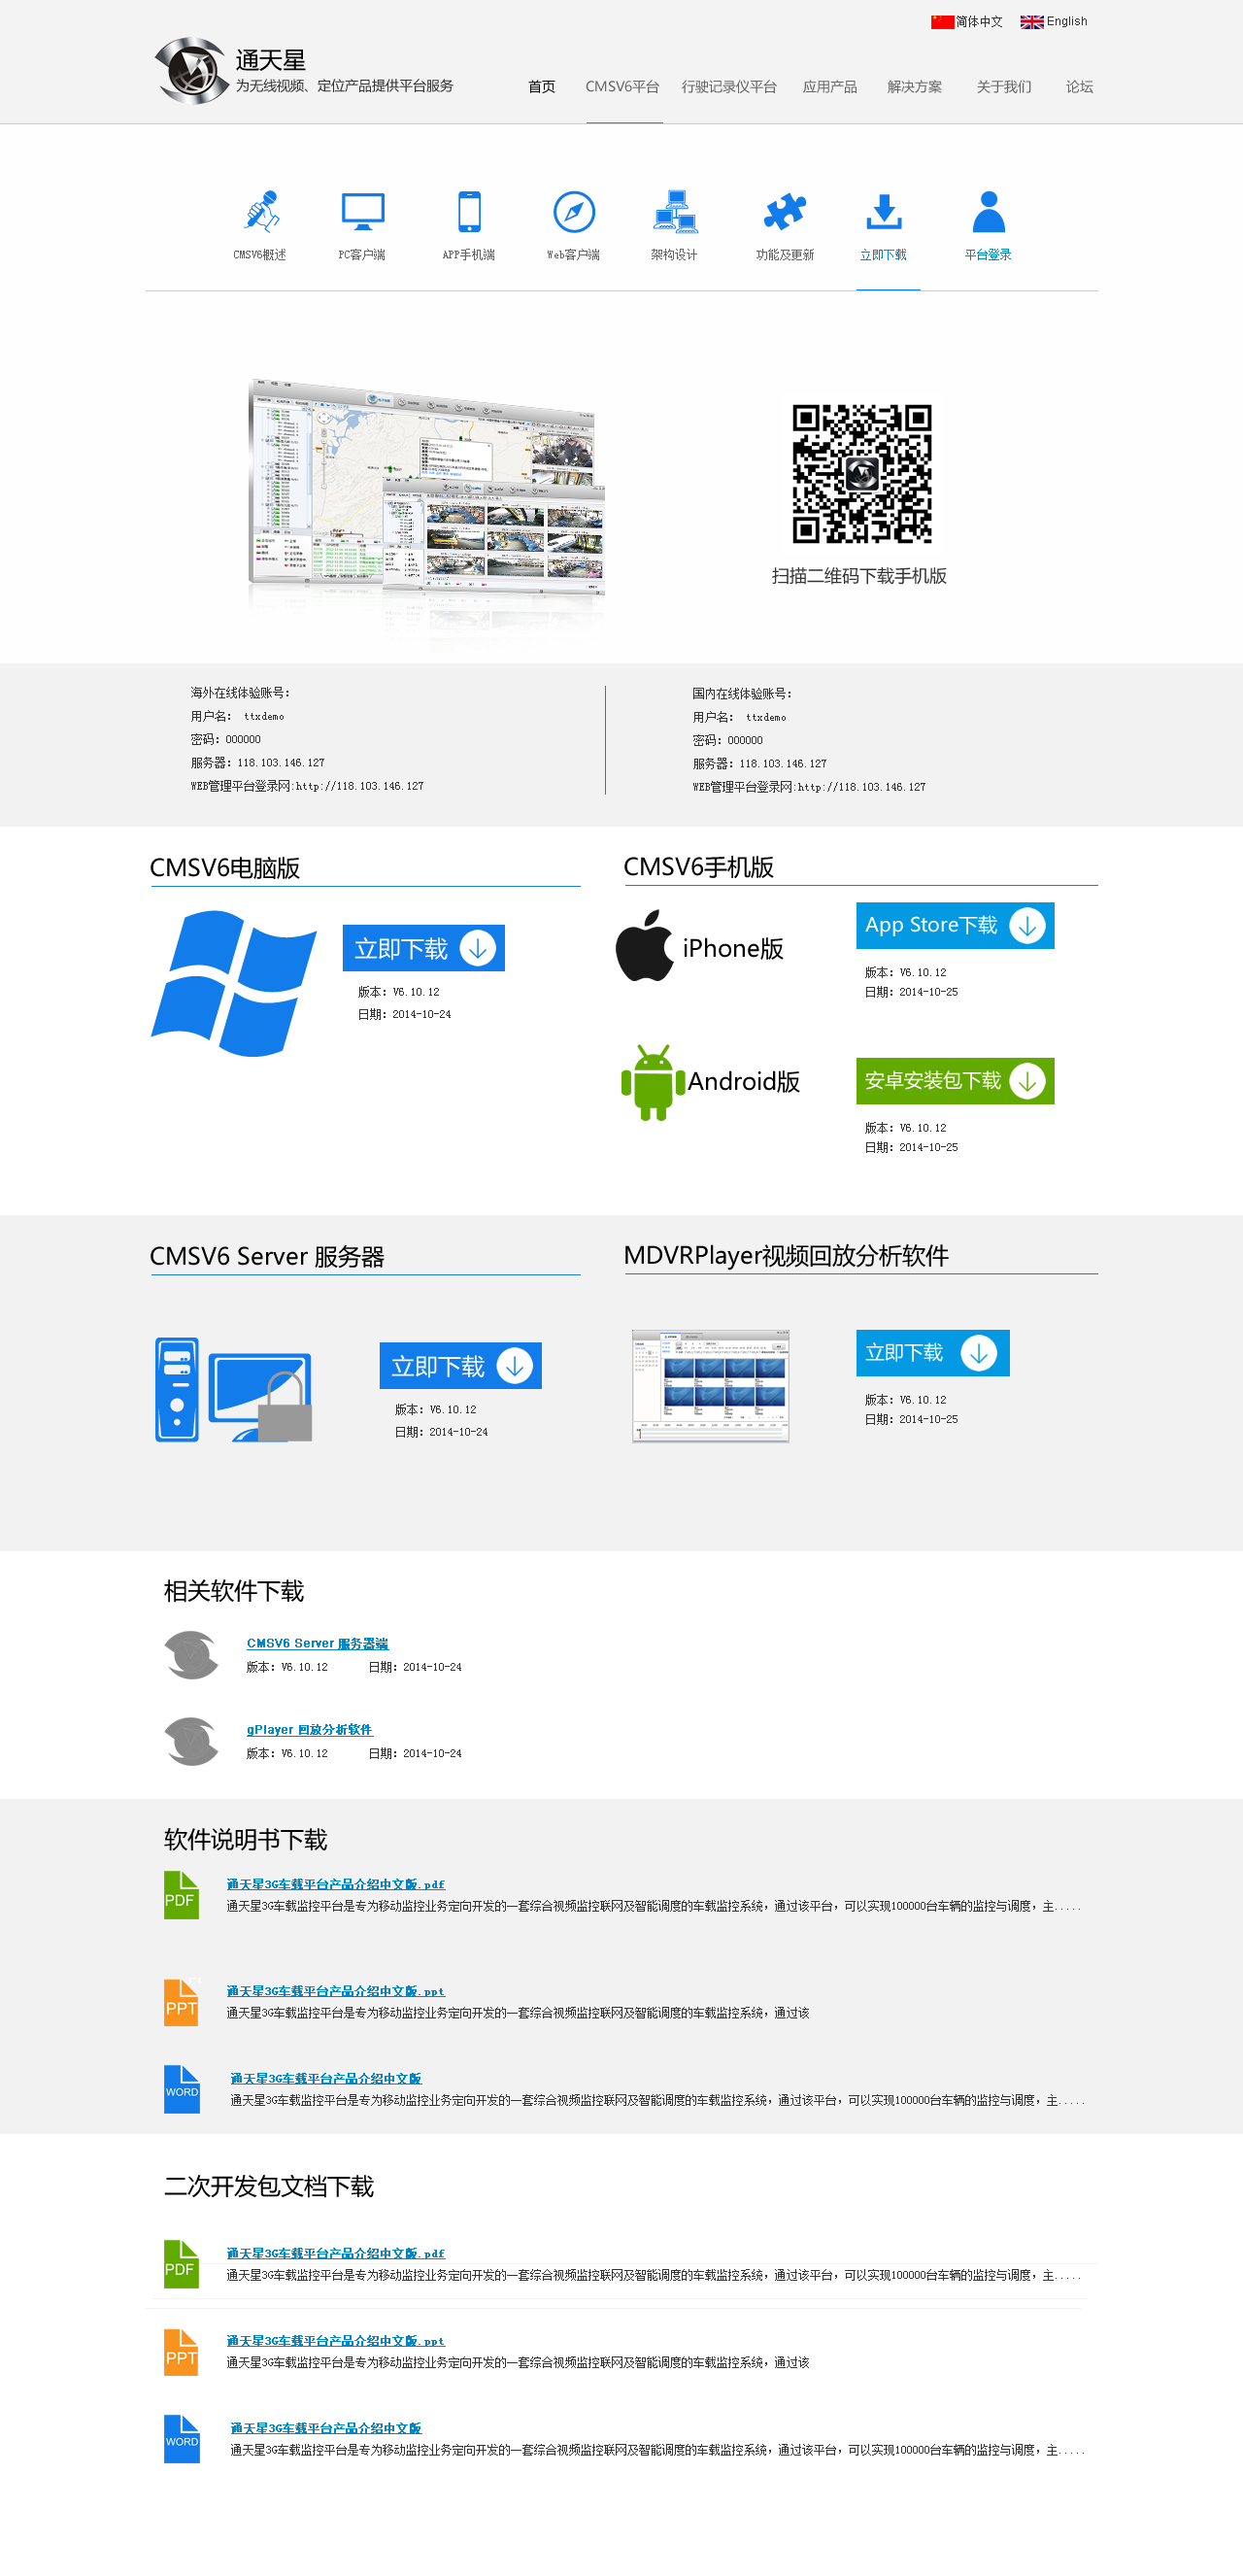 简体中文 English
通天星
为无线视频、定位产品提供平台服务
首页 CMSV6平台 行驶记录仪平台 应用产品 解决方案 关于我们 论坛
CMSV6概述 PC客户端 APP手机端 Web客户端 架构设计 功能及更新 立即下载 平台登录
扫描二维码下载手机版
海外在线体验账号:
用户名: ttxdemo
密码: 000000
服务器: 118.103.146.127
WEB管理平台登录网:http://118.103.146.127
国内在线体验账号:
用户名: ttxdemo
密码: 000000
服务器: 118.103.146.127
WEB管理平台登录网:http://118.103.146.127
CMSV6电脑版
立即下载
版本: V6.10.12
日期: 2014-10-24
CMSV6手机版
iPhone版
App Store下载
版本: V6.10.12
日期: 2014-10-25
Android版
安卓安装包下载
版本: V6.10.12
日期: 2014-10-25
CMSV6 Server 服务器
立即下载
版本: V6.10.12
日期: 2014-10-24
MDVRPlayer视频回放分析软件
立即下载
版本: V6.10.12
日期: 2014-10-25
相关软件下载
CMSV6 Server 服务器端
版本: V6.10.12 日期: 2014-10-24
gPlayer 回放分析软件
版本: V6.10.12 日期: 2014-10-24
软件说明书下载
PDF
通天星3G车载平台产品介绍中文版.pdf
通天星3G车载监控平台是专为移动监控业务定向开发的一套综合视频监控联网及智能调度的车载监控系统，通过该平台，可以实现100000台车辆的监控与调度，主.....
PPT
通天星3G车载平台产品介绍中文版.ppt
通天星3G车载监控平台是专为移动监控业务定向开发的一套综合视频监控联网及智能调度的车载监控系统，通过该
WORD
通天星3G车载平台产品介绍中文版
通天星3G车载监控平台是专为移动监控业务定向开发的一套综合视频监控联网及智能调度的车载监控系统，通过该平台，可以实现100000台车辆的监控与调度，主.....
二次开发包文档下载
PDF
通天星3G车载平台产品介绍中文版.pdf
通天星3G车载监控平台是专为移动监控业务定向开发的一套综合视频监控联网及智能调度的车载监控系统，通过该平台，可以实现100000台车辆的监控与调度，主.....
PPT
通天星3G车载平台产品介绍中文版.ppt
通天星3G车载监控平台是专为移动监控业务定向开发的一套综合视频监控联网及智能调度的车载监控系统，通过该
WORD
通天星3G车载平台产品介绍中文版
通天星3G车载监控平台是专为移动监控业务定向开发的一套综合视频监控联网及智能调度的车载监控系统，通过该平台，可以实现100000台车辆的监控与调度，主.....